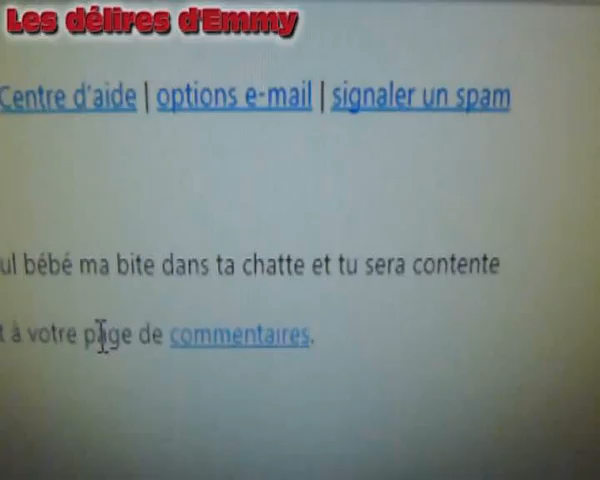 Les délires d'Emmy
Centre d'aide | options e-mail | signaler un spam
ul bébé ma bite dans ta chatte et tu sera contente
t à votre page de commentaires.